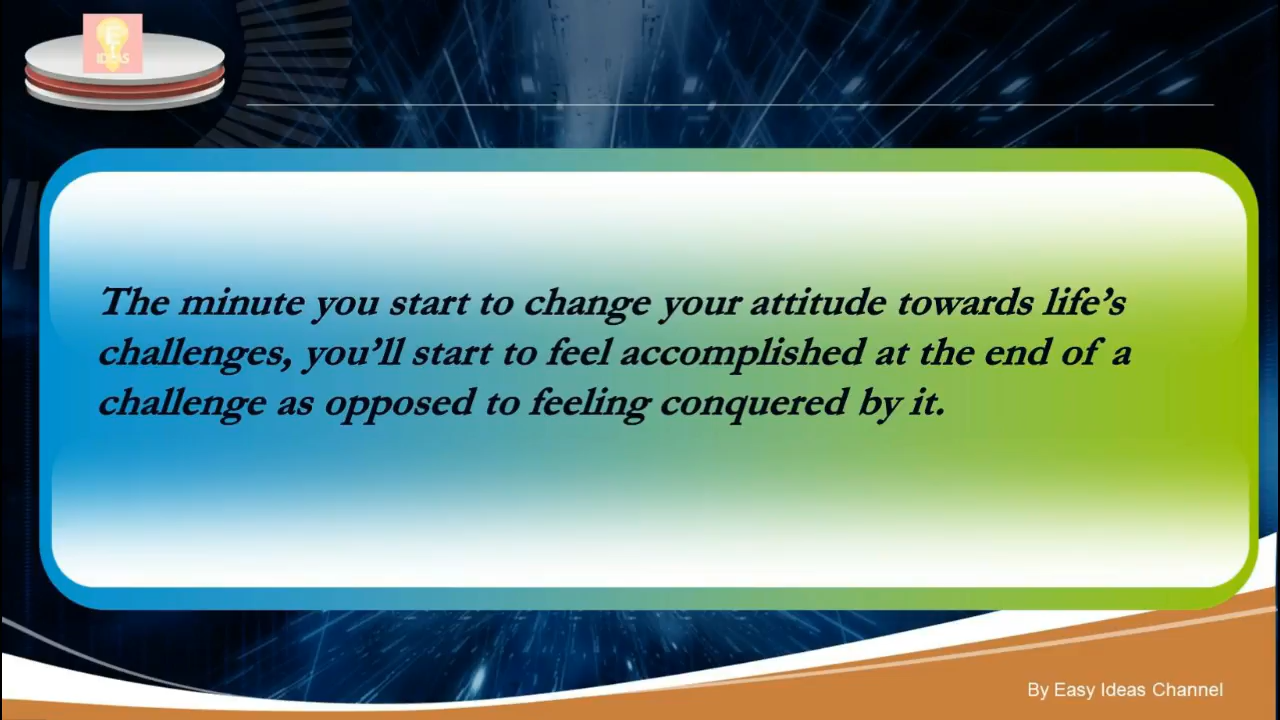 E
IDEAS
The minute you start to change your attitude towards life's
challenges, you'll start to feel accomplished at the end of a
challenge as opposed to feeling conquered by it.
By Easy Ideas Channel